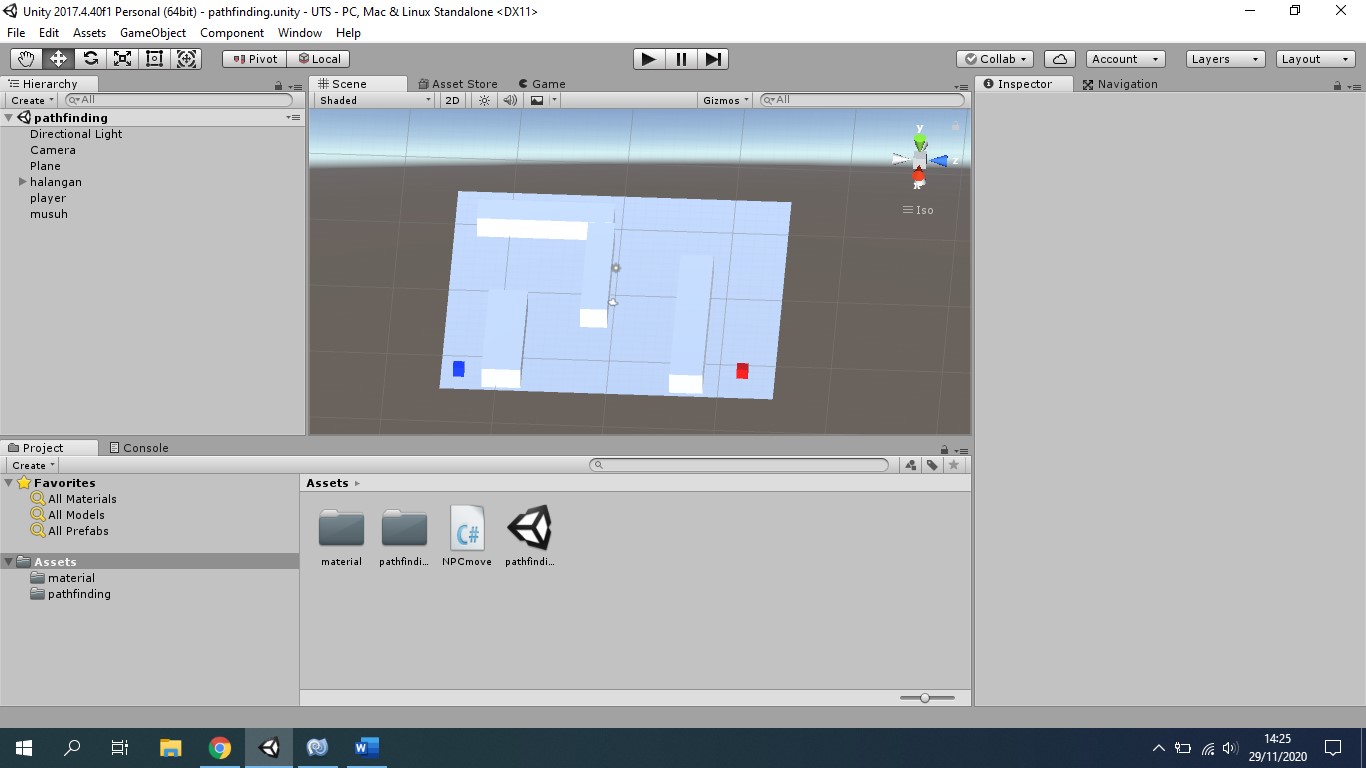 Unity 2017.4.40f1 Personal (64bit) - pathfinding.unity - UTS - PC, Mac & Linux Standalone <DX11>
File Edit Assets GameObject Component Window Help
Pivot Local Collab Account Layers Layout
Hierarchy
Create All
pathfinding
Directional Light
Camera
Plane
halangan
player
musuh
Scene Asset Store Game
Shaded 2D Gizmos All
y
z
Iso
Inspector Navigation
Project Console
Create
Favorites
All Materials
All Models
All Prefabs
Assets
material
pathfinding
Assets
material pathfindi... NPCmove pathfindi...
C#
14:25
29/11/2020